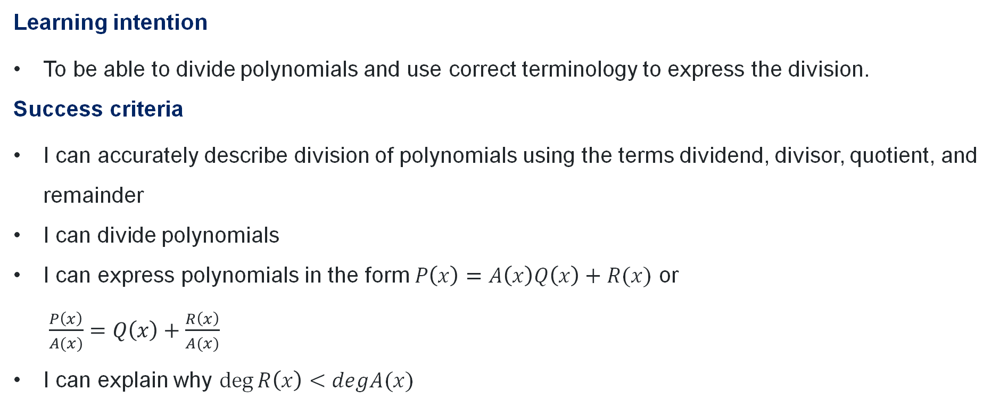 Learning intention
• To be able to divide polynomials and use correct terminology to express the division.
Success criteria
• I can accurately describe division of polynomials using the terms dividend, divisor, quotient, and
remainder
• I can divide polynomials
• I can express polynomials in the form P(x) = A(x)Q(x) + R(x) or
P(x)/A(x) = Q(x) + R(x)/A(x)
• I can explain why deg R(x) < degA(x)